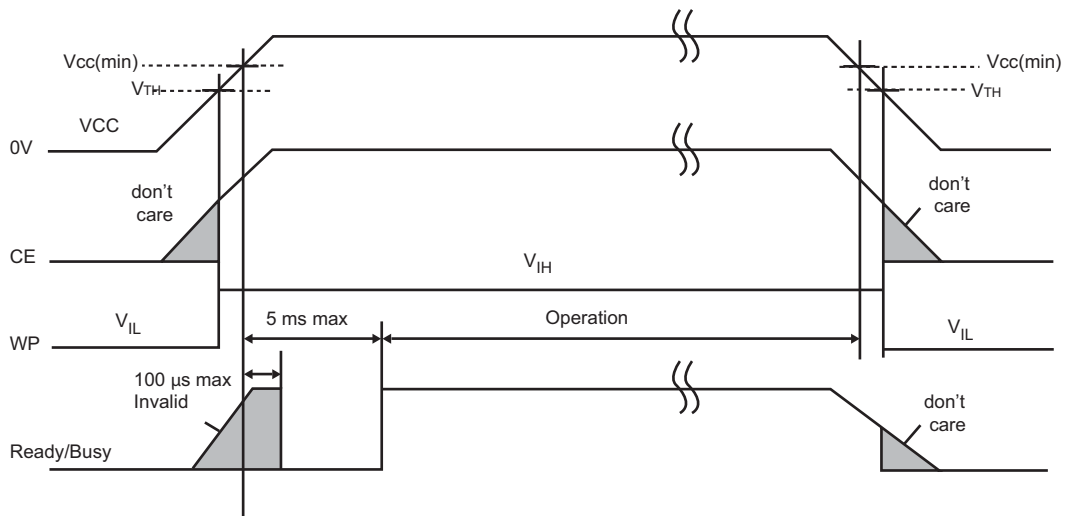 Vcc(min)
VTH
VCC
0V
Vcc(min)
VTH
don't
care
don't
care
CE
VIH
VIL
WP
5 ms max
Operation
VIL
100 µs max
Invalid
don't
care
Ready/Busy